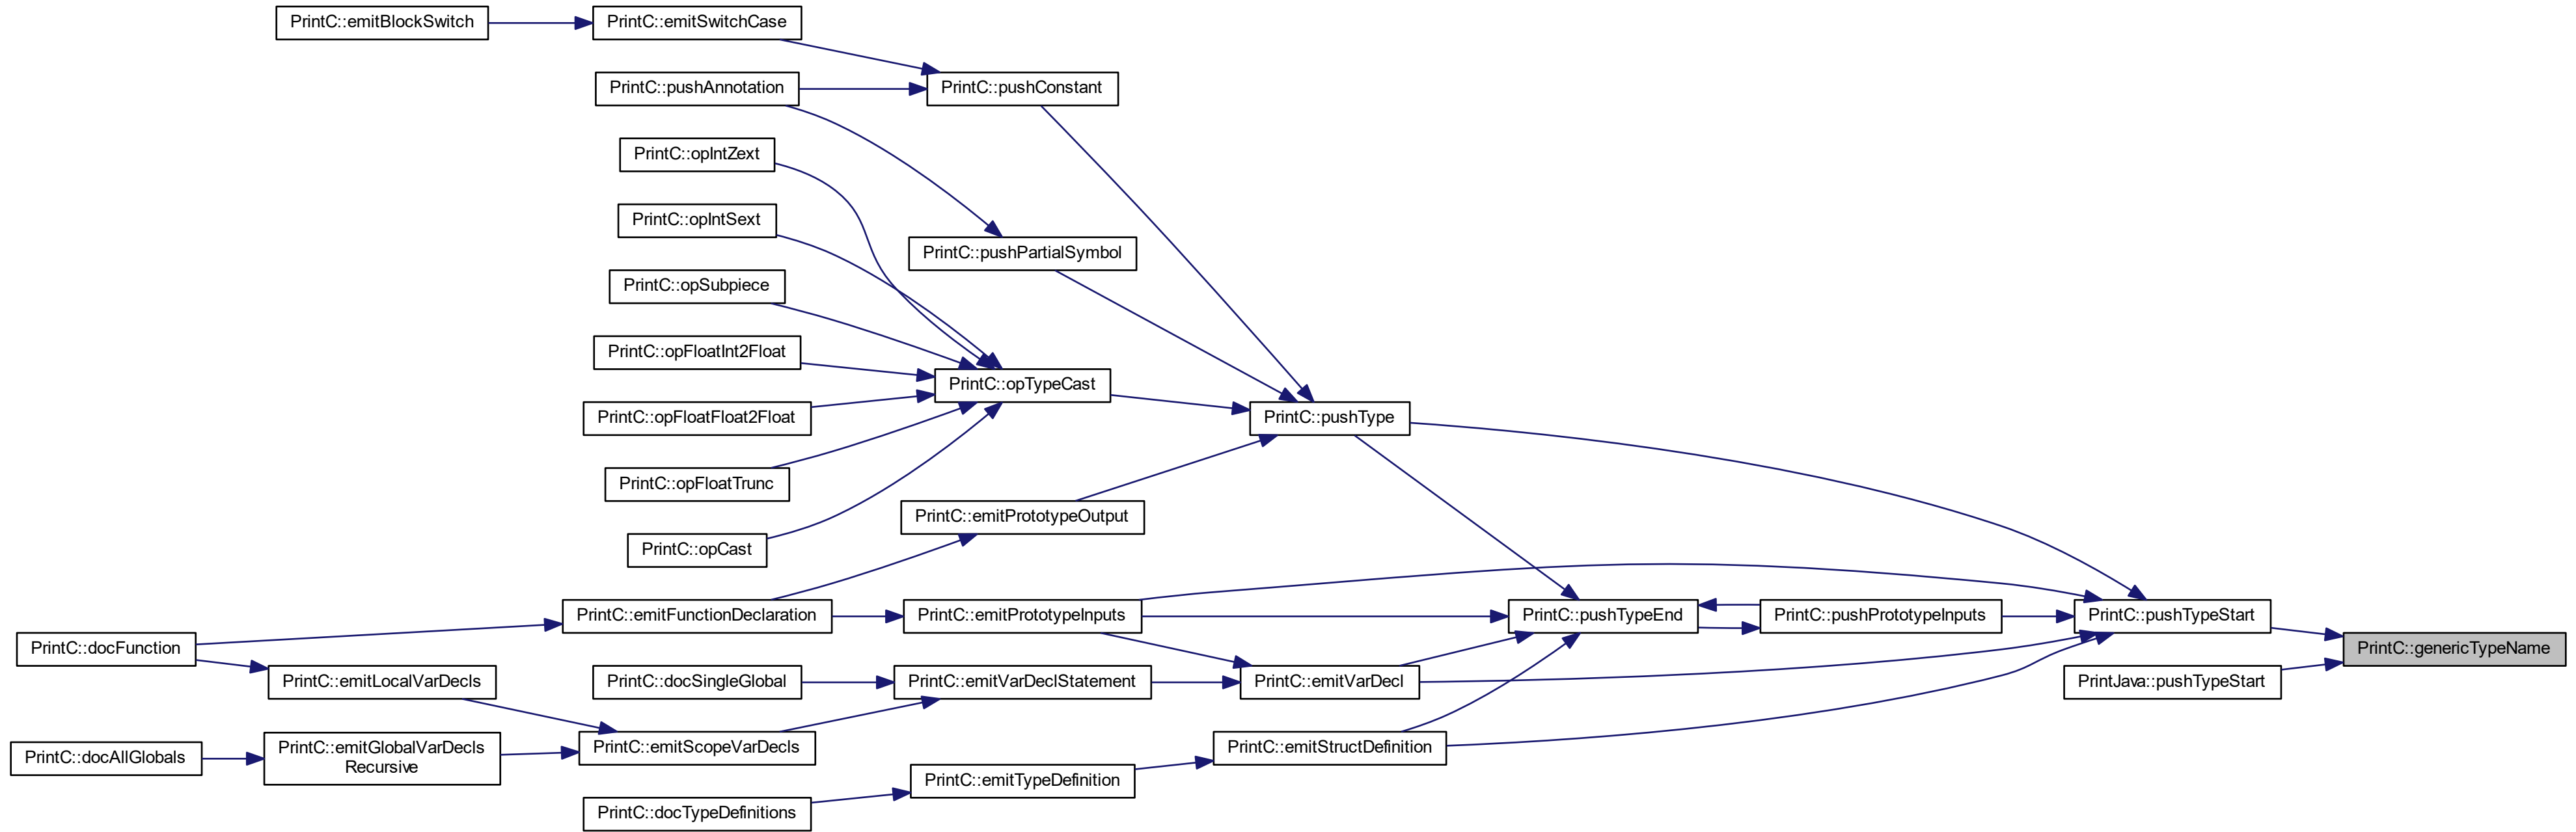 PrintC::emitBlockSwitch
PrintC::emitSwitchCase
PrintC::pushAnnotation
PrintC::pushConstant
PrintC::opIntZext
PrintC::opIntSext
PrintC::pushPartialSymbol
PrintC::opSubpiece
PrintC::opFloatInt2Float
PrintC::opTypeCast
PrintC::opFloatFloat2Float
PrintC::pushType
PrintC::opFloatTrunc
PrintC::emitPrototypeOutput
PrintC::opCast
PrintC::emitFunctionDeclaration
PrintC::emitPrototypeInputs
PrintC::pushTypeEnd
PrintC::pushPrototypeInputs
PrintC::pushTypeStart
PrintC::docFunction
PrintC::genericTypeName
PrintC::emitLocalVarDecls
PrintC::docSingleGlobal
PrintC::emitVarDeclStatement
PrintC::emitVarDecl
PrintJava::pushTypeStart
PrintC::docAllGlobals
PrintC::emitGlobalVarDecls
Recursive
PrintC::emitScopeVarDecls
PrintC::emitStructDefinition
PrintC::emitTypeDefinition
PrintC::docTypeDefinitions